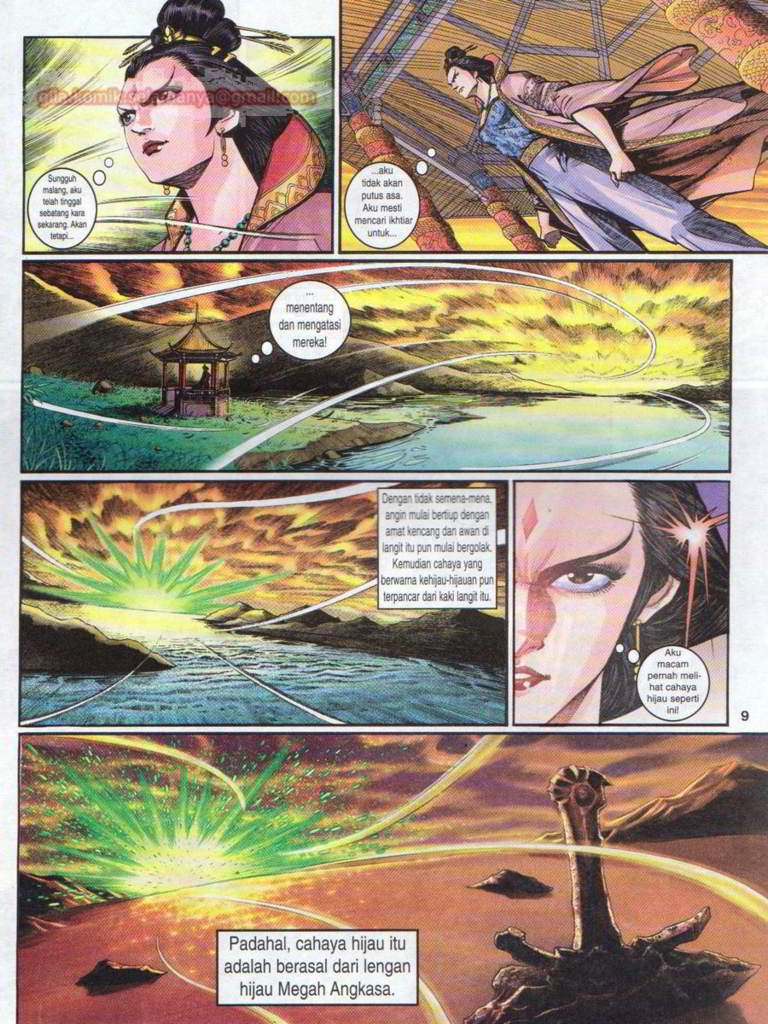 Sungguh
malang, aku
telah tinggal
sebatang kara
sekarang. Akan
tetapi...
...aku
tidak akan
putus asa.
Aku mesti
mencari ikhtiar
untuk...
...
menentang
dan mengatasi
mereka!
Dengan tidak semena-mena,
angin mulai bertiup dengan
amat kencang dan awan di
langit itu pun mulai bergolak.
Kemudian cahaya yang
berwarna kehijau-hijauan pun
terpancar dari kaki langit itu.
Aku
macam
pernah meli-
hat cahaya
hijau seperti
ini!
9
Padahal, cahaya hijau itu
adalah berasal dari lengan
hijau Megah Angkasa.